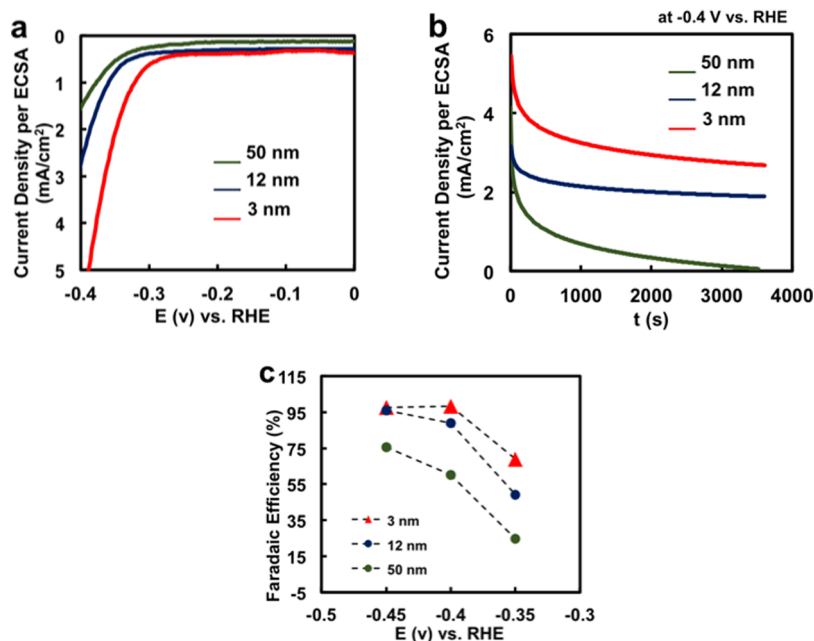 a
0
1
2
3
4
5
Current Density per ECSA
(mA/cm²)
50 nm
12 nm
3 nm
-0.4 -0.3 -0.2 -0.1 0
E (v) vs. RHE
b
at -0.4 V vs. RHE
6
4
2
0
Current Density per ECSA
(mA/cm²)
50 nm
12 nm
3 nm
0 1000 2000 3000 4000
t (s)
c
115
95
75
55
35
15
-5
Faradaic Efficiency (%)
3 nm
12 nm
50 nm
-0.5 -0.45 -0.4 -0.35 -0.3
E (v) vs. RHE